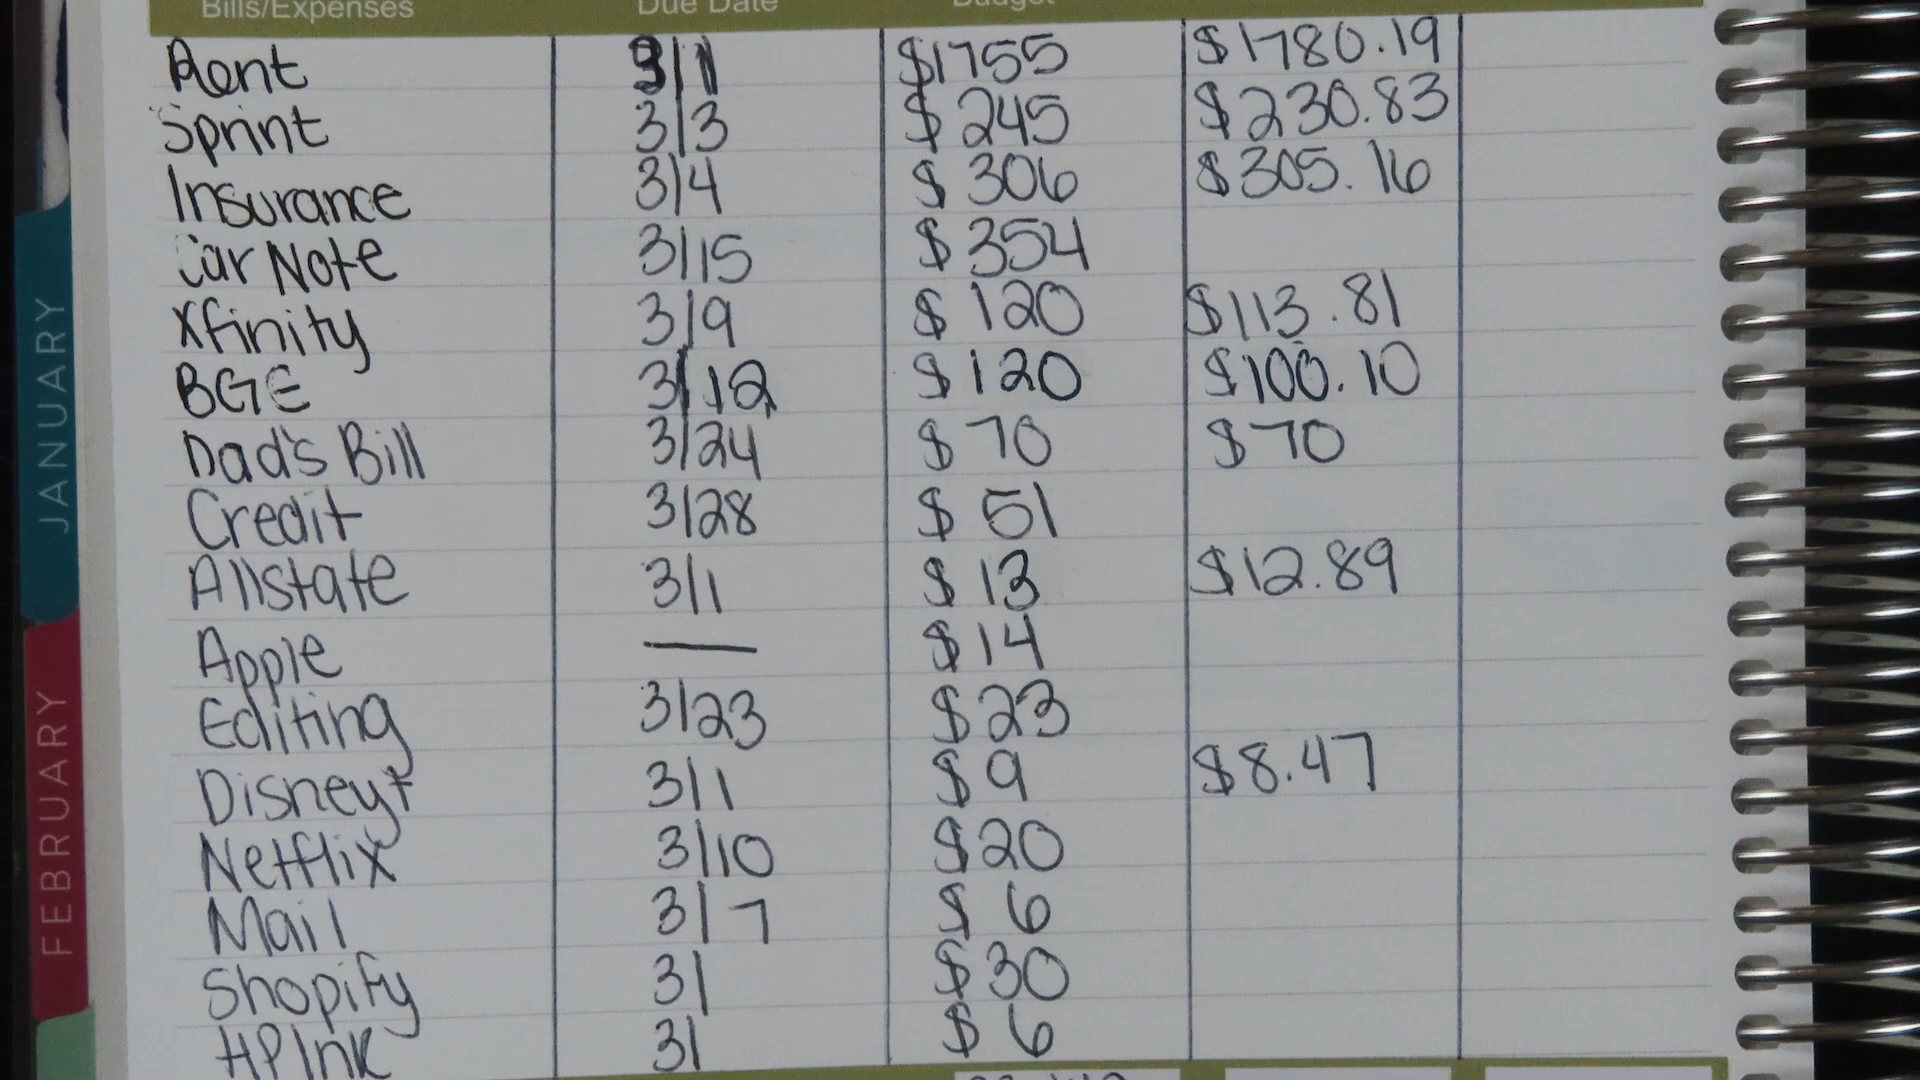 Bills/Expenses Due Date Budget
Rent 3/1 $1755 $1780.19
Sprint 3/3 $245 $230.83
Insurance 3/4 $306 $305.16
Car Note 3/15 $354
Xfinity 3/9 $120 $113.81
BGE 3/12 $120 $100.10
Dad's Bill 3/24 $70 $70
Credit 3/28 $51
Allstate 3/1 $13 $12.89
Apple — $14
Editing 3/23 $23
Disney+ 3/1 $9 $8.47
Netflix 3/10 $20
Mail 3/7 $6
Shopify 3/ $30
HP Ink 3/ $6
JANUARY
FEBRUARY